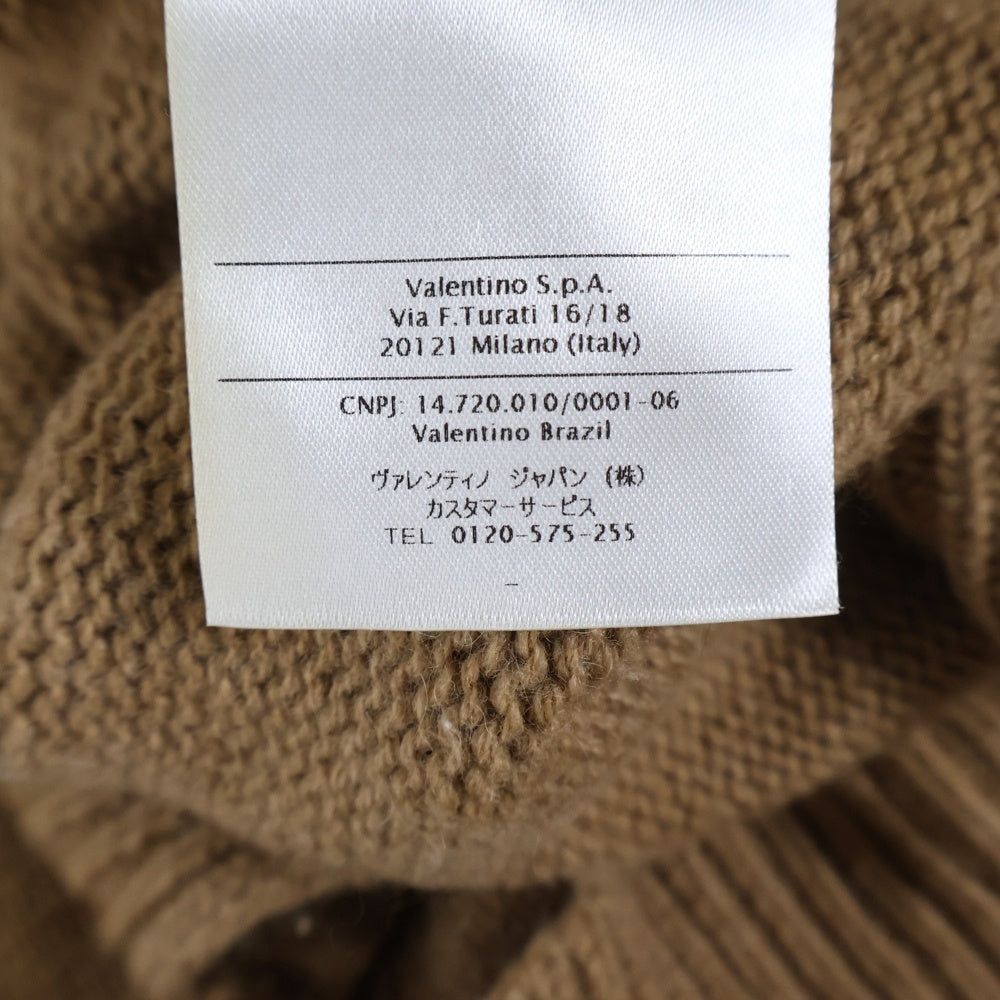 Valentino S.p.A.
Via F.Turati 16/18
20121 Milano (Italy)
CNPJ: 14.720.010/0001-06
Valentino Brazil
ヴァレンティノ ジャパン (株)
カスタマーサービス
TEL 0120-575-255
-